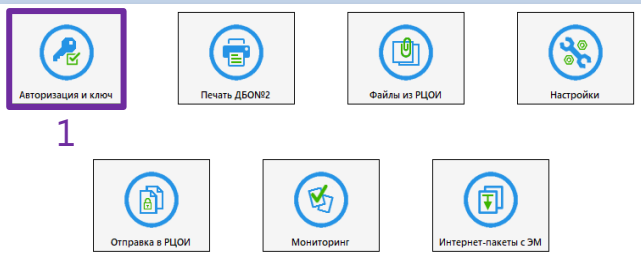 Авторизация и ключ
Печать ДБО№2
Файлы из РЦОИ
Настройки
1
Отправка в РЦОИ
Мониторинг
Интернет-пакеты с ЭМ